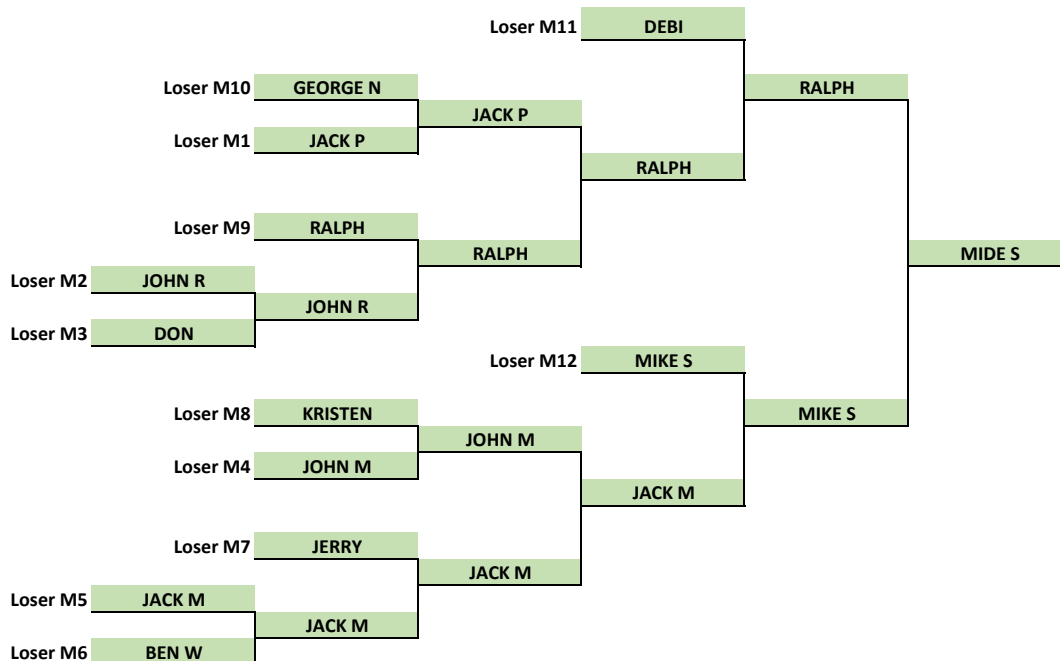 Loser M11 DEBI
Loser M10 GEORGE N RALPH
JACK P
Loser M1 JACK P
RALPH
Loser M9 RALPH
RALPH MIDE S
Loser M2 JOHN R
JOHN R
Loser M3 DON
Loser M12 MIKE S
Loser M8 KRISTEN MIKE S
JOHN M
Loser M4 JOHN M
JACK M
Loser M7 JERRY
JACK M
Loser M5 JACK M
JACK M
Loser M6 BEN W